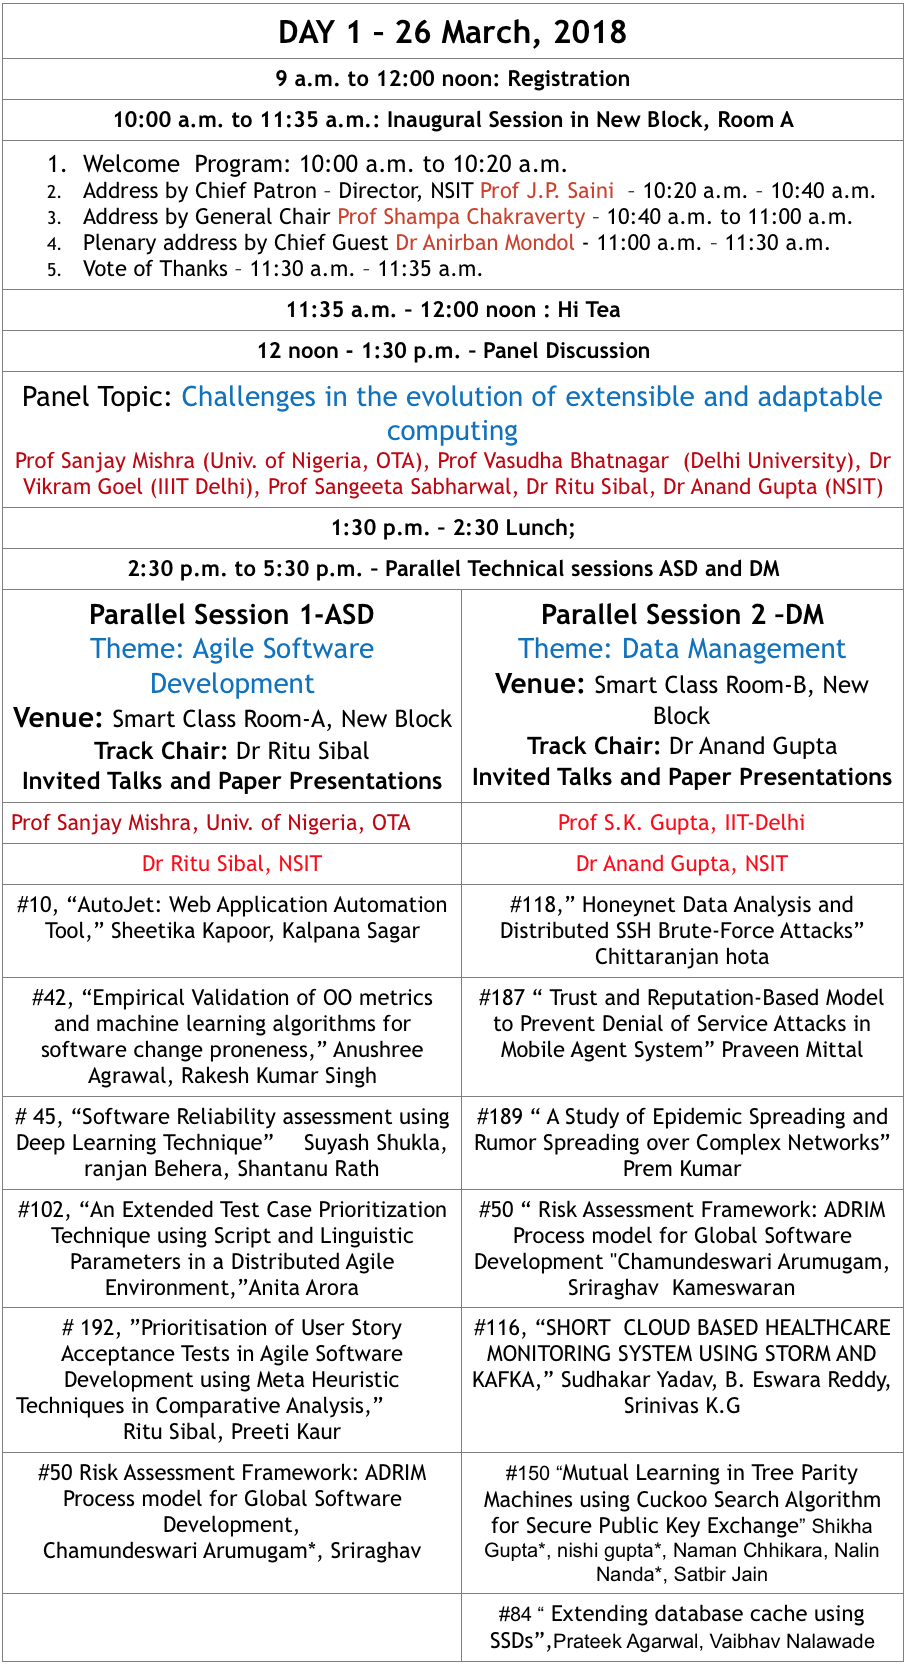 DAY 1 – 26 March, 2018
9 a.m. to 12:00 noon: Registration
10:00 a.m. to 11:35 a.m.: Inaugural Session in New Block, Room A
1. Welcome Program: 10:00 a.m. to 10:20 a.m.
2. Address by Chief Patron – Director, NSIT Prof J.P. Saini – 10:20 a.m. – 10:40 a.m.
3. Address by General Chair Prof Shampa Chakraverty – 10:40 a.m. to 11:00 a.m.
4. Plenary address by Chief Guest Dr Anirban Mondol - 11:00 a.m. – 11:30 a.m.
5. Vote of Thanks – 11:30 a.m. – 11:35 a.m.
11:35 a.m. – 12:00 noon : Hi Tea
12 noon - 1:30 p.m. – Panel Discussion
Panel Topic: Challenges in the evolution of extensible and adaptable
computing
Prof Sanjay Mishra (Univ. of Nigeria, OTA), Prof Vasudha Bhatnagar (Delhi University), Dr
Vikram Goel (IIIT Delhi), Prof Sangeeta Sabharwal, Dr Ritu Sibal, Dr Anand Gupta (NSIT)
1:30 p.m. – 2:30 Lunch;
2:30 p.m. to 5:30 p.m. – Parallel Technical sessions ASD and DM
Parallel Session 1-ASD
Theme: Agile Software
Development
Venue: Smart Class Room-A, New Block
Track Chair: Dr Ritu Sibal
Invited Talks and Paper Presentations
Parallel Session 2 –DM
Theme: Data Management
Venue: Smart Class Room-B, New
Block
Track Chair: Dr Anand Gupta
Invited Talks and Paper Presentations
Prof Sanjay Mishra, Univ. of Nigeria, OTA
Prof S.K. Gupta, IIT-Delhi
Dr Ritu Sibal, NSIT
Dr Anand Gupta, NSIT
#10, “AutoJet: Web Application Automation
Tool,” Sheetika Kapoor, Kalpana Sagar
#118,” Honeynet Data Analysis and
Distributed SSH Brute-Force Attacks”
Chittaranjan hota
#42, “Empirical Validation of OO metrics
and machine learning algorithms for
software change proneness,” Anushree
Agrawal, Rakesh Kumar Singh
#187 “ Trust and Reputation-Based Model
to Prevent Denial of Service Attacks in
Mobile Agent System” Praveen Mittal
# 45, “Software Reliability assessment using
Deep Learning Technique” Suyash Shukla,
ranjan Behera, Shantanu Rath
#189 “ A Study of Epidemic Spreading and
Rumor Spreading over Complex Networks”
Prem Kumar
#102, “An Extended Test Case Prioritization
Technique using Script and Linguistic
Parameters in a Distributed Agile
Environment,”Anita Arora
#50 “ Risk Assessment Framework: ADRIM
Process model for Global Software
Development "Chamundeswari Arumugam,
Sriraghav Kameswaran
# 192, ”Prioritisation of User Story
Acceptance Tests in Agile Software
Development using Meta Heuristic
Techniques in Comparative Analysis,”
Ritu Sibal, Preeti Kaur
#116, “SHORT CLOUD BASED HEALTHCARE
MONITORING SYSTEM USING STORM AND
KAFKA,” Sudhakar Yadav, B. Eswara Reddy,
Srinivas K.G
#50 Risk Assessment Framework: ADRIM
Process model for Global Software
Development,
Chamundeswari Arumugam*, Sriraghav
#150 “Mutual Learning in Tree Parity
Machines using Cuckoo Search Algorithm
for Secure Public Key Exchange” Shikha
Gupta*, nishi gupta*, Naman Chhikara, Nalin
Nanda*, Satbir Jain
#84 “ Extending database cache using
SSDs”,Prateek Agarwal, Vaibhav Nalawade